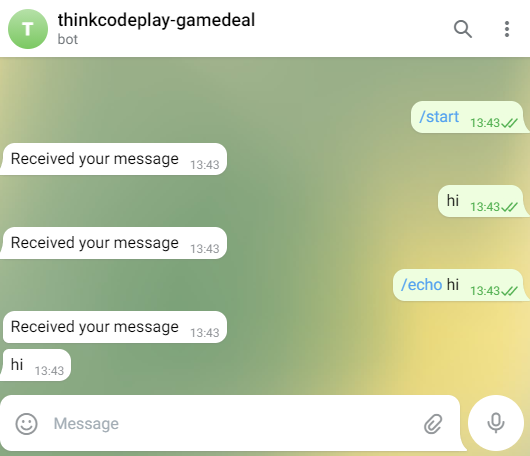 T
thinkcodeplay-gamedeal
bot
/start 13:43
Received your message 13:43
hi 13:43
Received your message 13:43
/echo hi 13:43
Received your message 13:43
hi 13:43
Message